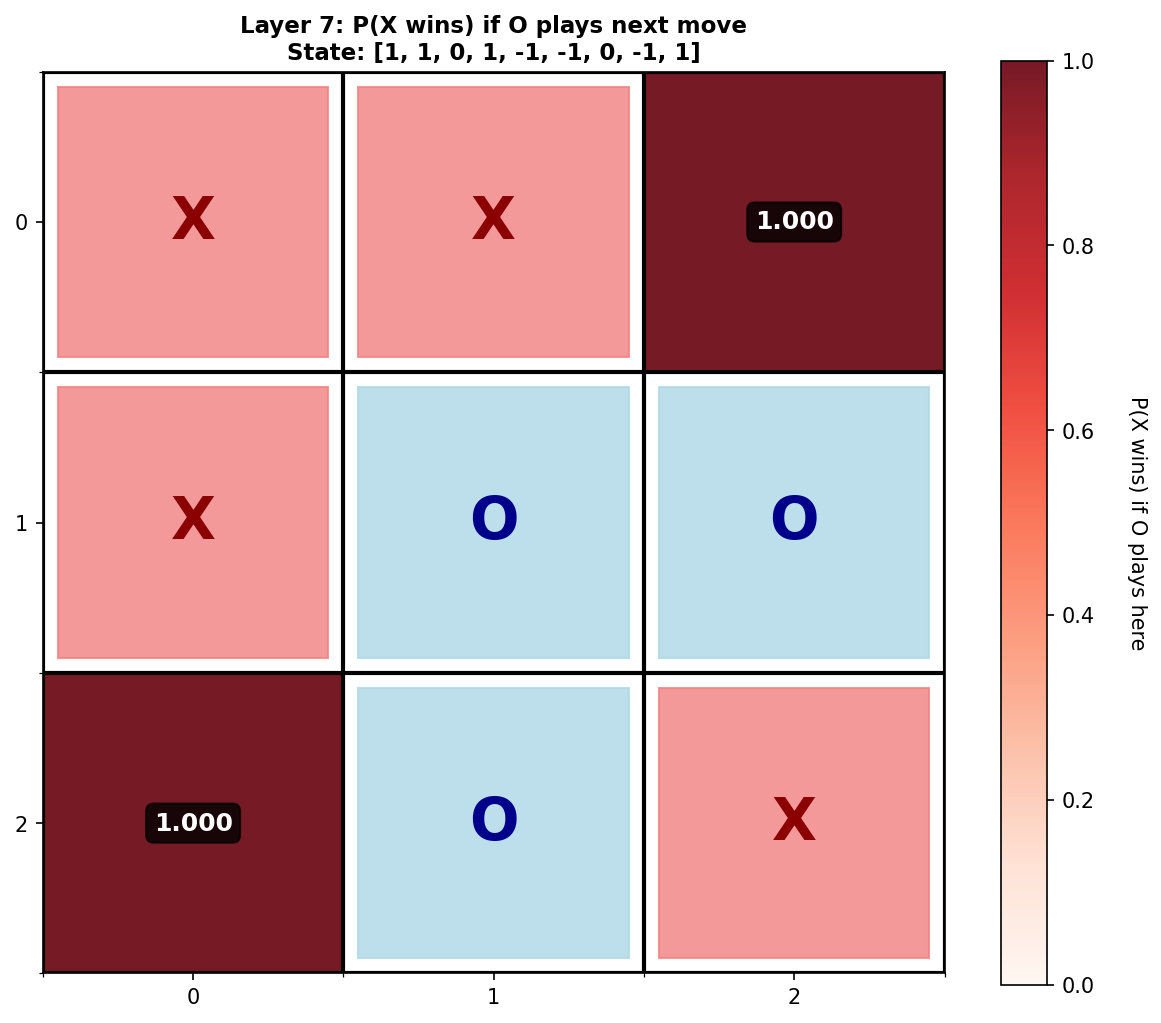 Layer 7: P(X wins) if O plays next move
State: [1, 1, 0, 1, -1, -1, 0, -1, 1]
0
X
X
1.000
1
X
O
O
2
1.000
O
X
0
1
2
1.0
0.8
0.6
0.4
0.2
0.0
P(X wins) if O plays here